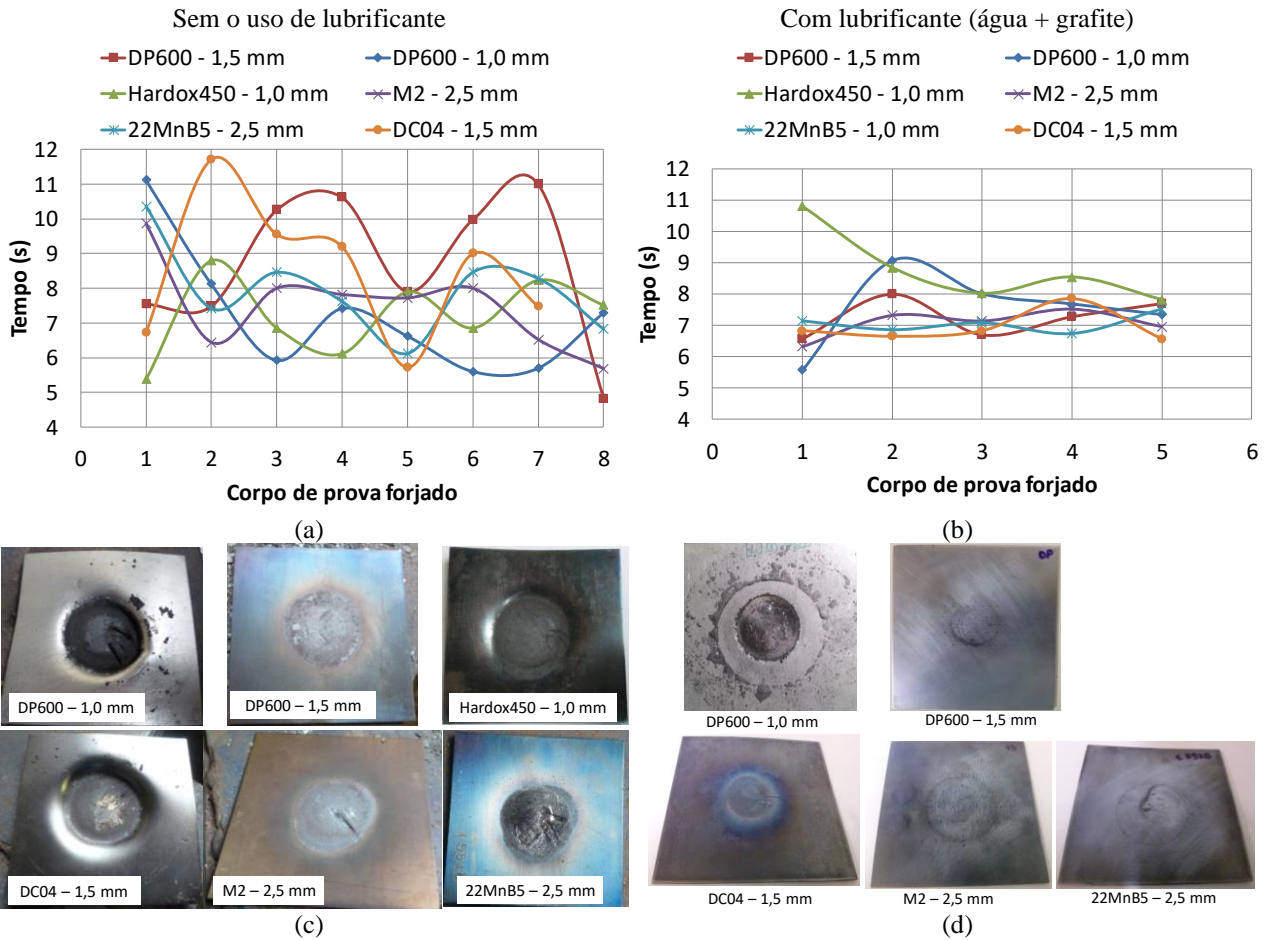 Sem o uso de lubrificante
DP600 - 1,5 mm
DP600 - 1,0 mm
Hardox450 - 1,0 mm
M2 - 2,5 mm
22MnB5 - 2,5 mm
DC04 - 1,5 mm
12
11
10
9
8
7
6
5
4
Tempo (s)
0 1 2 3 4 5 6 7 8
Corpo de prova forjado
(a)
Com lubrificante (água + grafite)
DP600 - 1,5 mm
DP600 - 1,0 mm
Hardox450 - 1,0 mm
M2 - 2,5 mm
22MnB5 - 1,0 mm
DC04 - 1,5 mm
12
11
10
9
8
7
6
5
4
Tempo (s)
0 1 2 3 4 5 6
Corpo de prova forjado
(b)
DP600 – 1,0 mm
DP600 – 1,5 mm
Hardox450 – 1,0 mm
DC04 – 1,5 mm
M2 – 2,5 mm
22MnB5 – 2,5 mm
(c)
DP
DP600 – 1,0 mm
DP600 – 1,5 mm
DC04 – 1,5 mm
M2 – 2,5 mm
22MnB5 – 2,5 mm
(d)